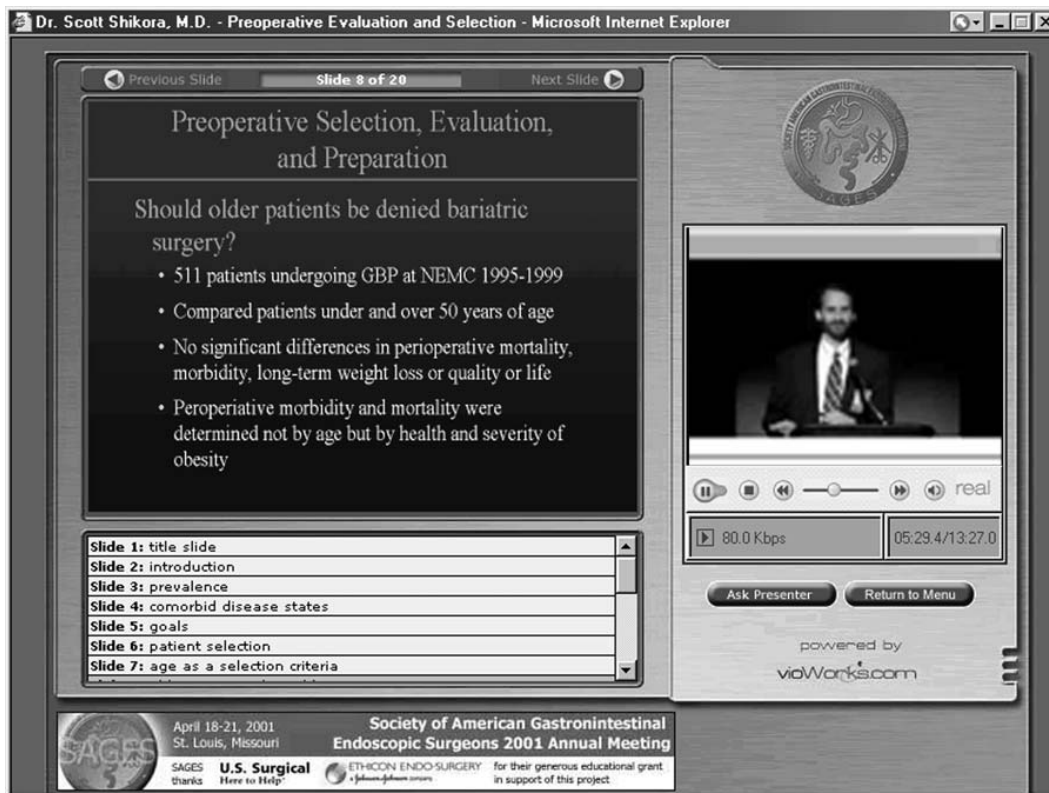 Dr. Scott Shikora, M.D. - Preoperative Evaluation and Selection - Microsoft Internet Explorer
Previous Slide
Slide 8 of 20
Next Slide
Preoperative Selection, Evaluation,
and Preparation
Should older patients be denied bariatric
surgery?
• 511 patients undergoing GBP at NEMC 1995-1999
• Compared patients under and over 50 years of age
• No significant differences in perioperative mortality,
morbidity, long-term weight loss or quality or life
• Peroperiative morbidity and mortality were
determined not by age but by health and severity of
obesity
Slide 1: title slide
Slide 2: introduction
Slide 3: prevalence
Slide 4: comorbid disease states
Slide 5: goals
Slide 6: patient selection
Slide 7: age as a selection criteria
SAGES
real
80.0 Kbps
05:29.4/13:27.0
Ask Presenter
Return to Menu
powered by
vioWorks.com
SAGES
April 18-21, 2001
St. Louis, Missouri
Society of American Gastronintestinal
Endoscopic Surgeons 2001 Annual Meeting
SAGES
thanks
U.S. Surgical
Here to Help
ETHICON ENDO-SURGERY
a Johnson & Johnson company
for their generous educational grant
in support of this project